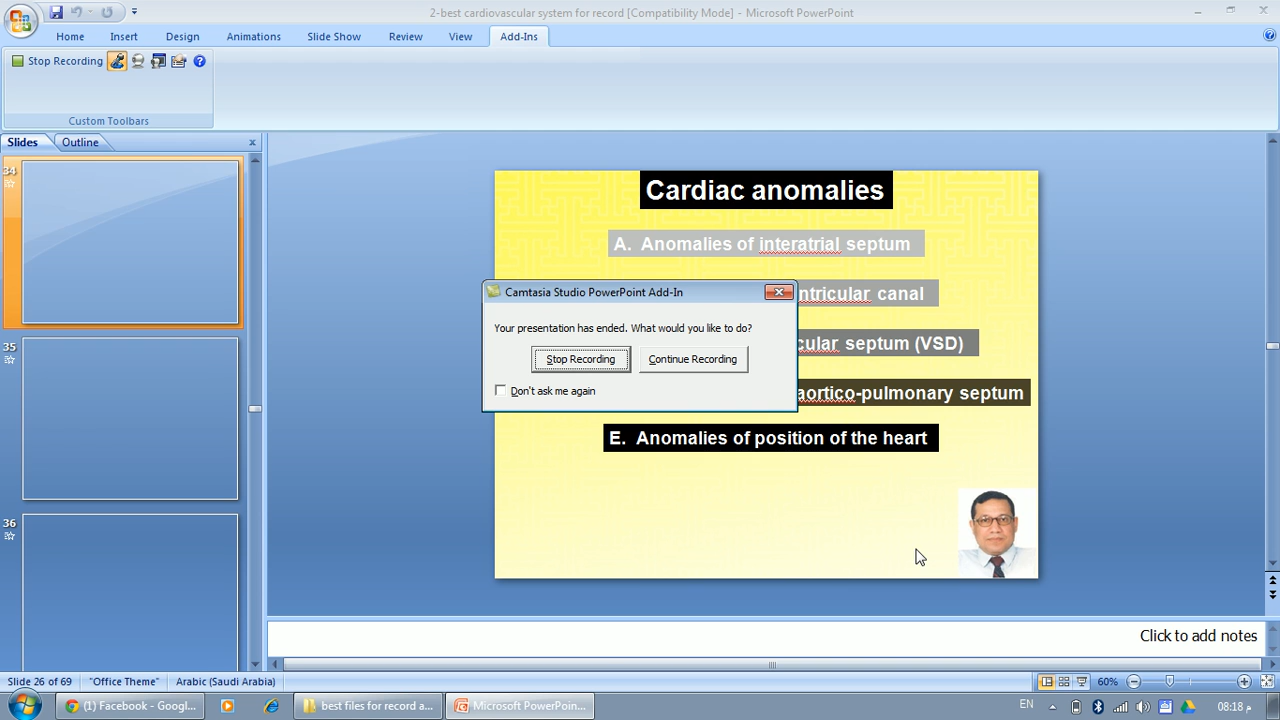 2-best cardiovascular system for record [Compatibility Mode] - Microsoft PowerPoint
Home Insert Design Animations Slide Show Review View Add-Ins
Stop Recording
Custom Toolbars
Slides Outline
34
35
36
Cardiac anomalies
A. Anomalies of interatrial septum
ntricular canal
cular septum (VSD)
aortico-pulmonary septum
E. Anomalies of position of the heart
Camtasia Studio PowerPoint Add-In
Your presentation has ended. What would you like to do?
Stop Recording Continue Recording
Don't ask me again
Click to add notes
Slide 26 of 69 "Office Theme" Arabic (Saudi Arabia) 60%
(1) Facebook - Googl... best files for record a... Microsoft PowerPoin... EN 08:18 م